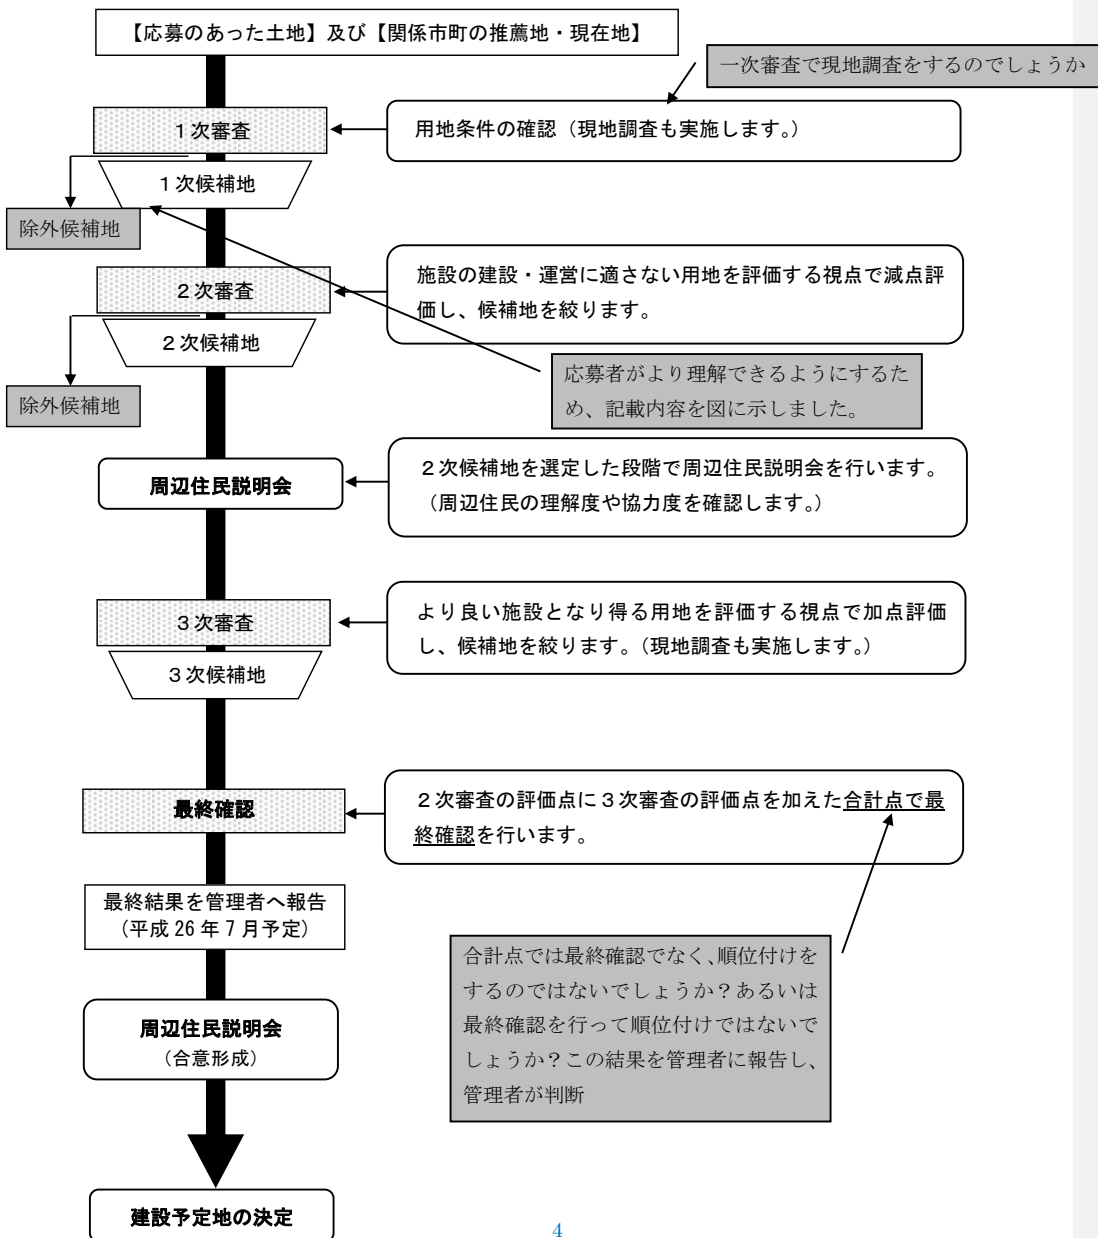 【応募のあった土地】及び【関係市町の推薦地・現在地】
一次審査で現地調査をするのでしょうか
１次審査
用地条件の確認（現地調査も実施します。）
１次候補地
除外候補地
２次審査
施設の建設・運営に適さない用地を評価する視点で減点評
価し、候補地を絞ります。
２次候補地
除外候補地
応募者がより理解できるようにするた
め、記載内容を図に示しました。
周辺住民説明会
２次候補地を選定した段階で周辺住民説明会を行います。
（周辺住民の理解度や協力度を確認します。）
３次審査
より良い施設となり得る用地を評価する視点で加点評価
し、候補地を絞ります。（現地調査も実施します。）
３次候補地
最終確認
２次審査の評価点に３次審査の評価点を加えた合計点で最
終確認を行います。
最終結果を管理者へ報告
（平成 26 年 7 月予定）
合計点では最終確認でなく、順位付けを
するのではないでしょうか？あるいは
最終確認を行って順位付けではないで
しょうか？この結果を管理者に報告し、
管理者が判断
周辺住民説明会
（合意形成）
建設予定地の決定
4